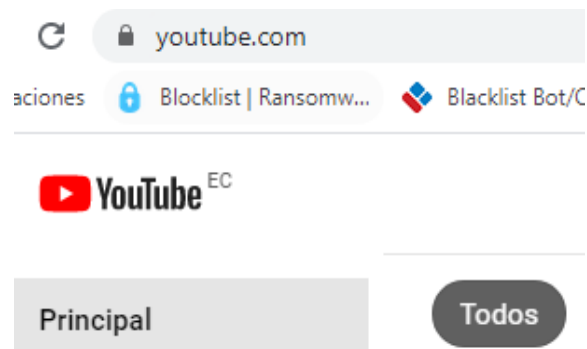 youtube.com
aciones Blocklist | Ransomw... Blacklist Bot/C
YouTube EC
Principal Todos